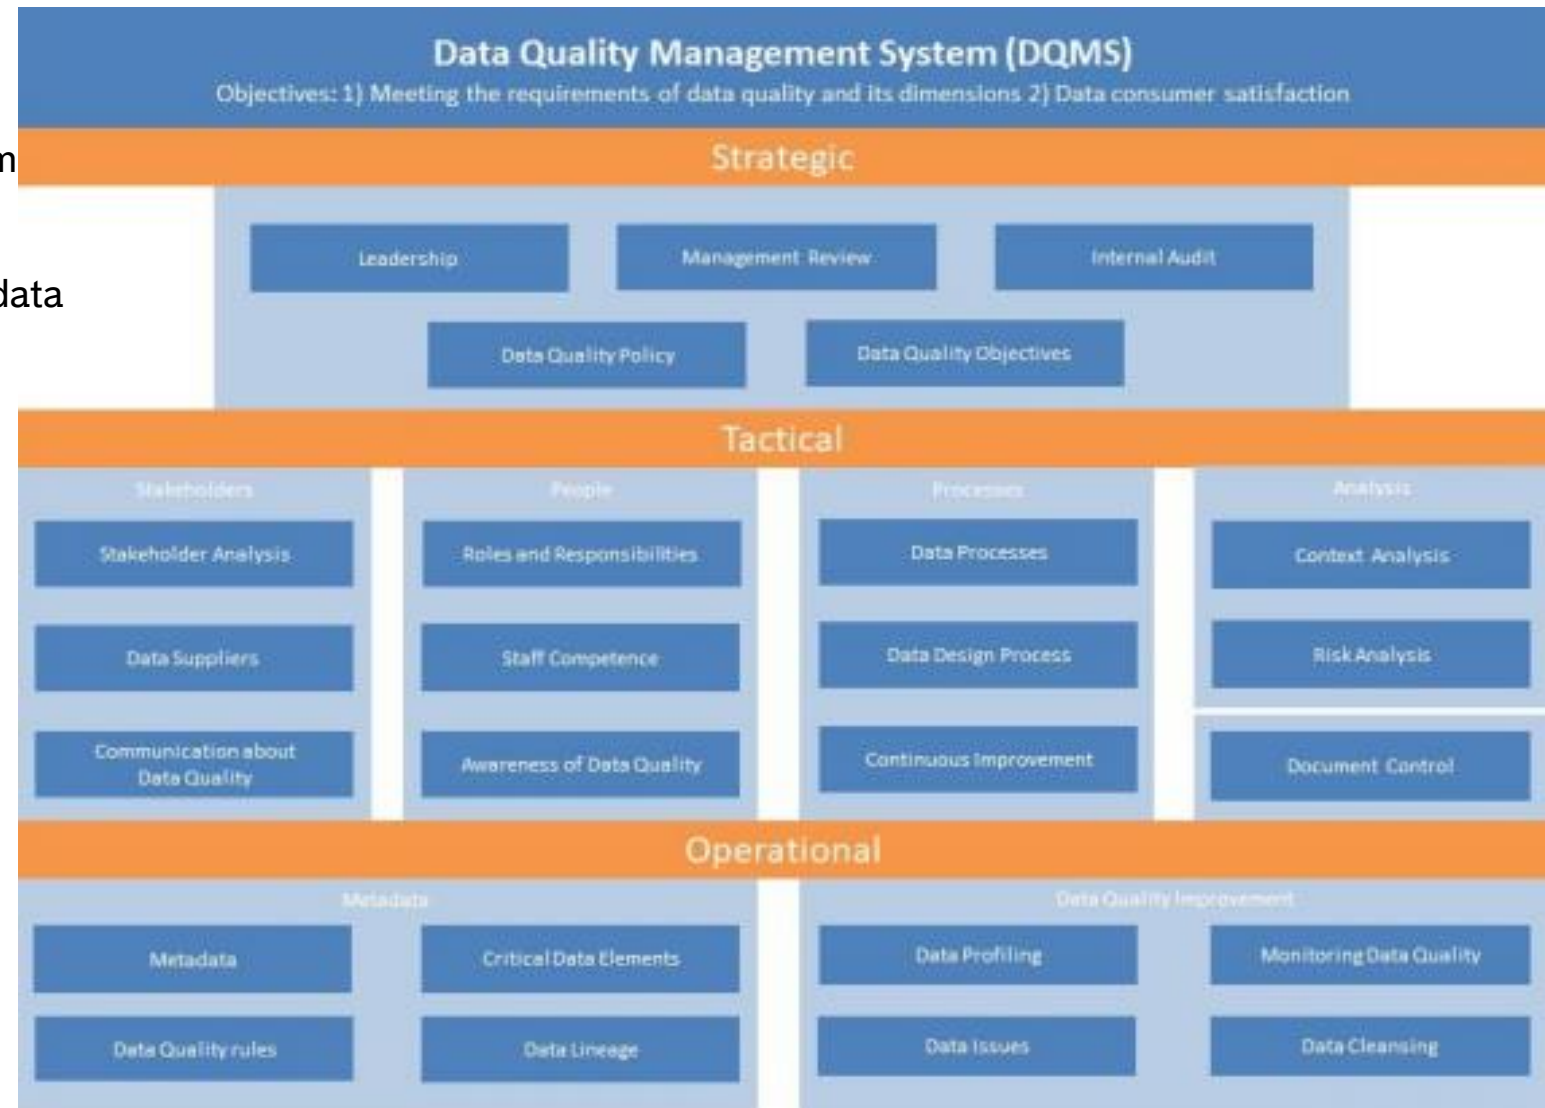 Data Quality Management System (DQMS)
Objectives: 1) Meeting the requirements of data quality and its dimensions 2) Data consumer satisfaction
m
Strategic
data
Leadership
Management Review
Internal Audit
Data Quality Policy
Data Quality Objectives
Tactical
Stakeholders
People
Processes
Analysis
Stakeholder Analysis
Roles and Responsibilities
Data Processes
Context Analysis
Data Suppliers
Staff Competence
Data Design Process
Risk Analysis
Communication about
Data Quality
Awareness of Data Quality
Continuous Improvement
Document Control
Operational
Metadata
Data Quality Improvement
Metadata
Critical Data Elements
Data Profiling
Monitoring Data Quality
Data Quality rules
Data Lineage
Data Issues
Data Cleansing